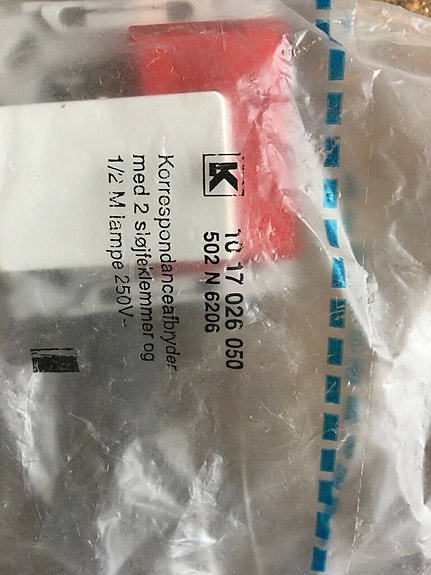 K
10 17 026 050
502 N 6206
Korrespondanceafbryder
med 2 sløjfeklemmer og
1/2 M lampe 250V~